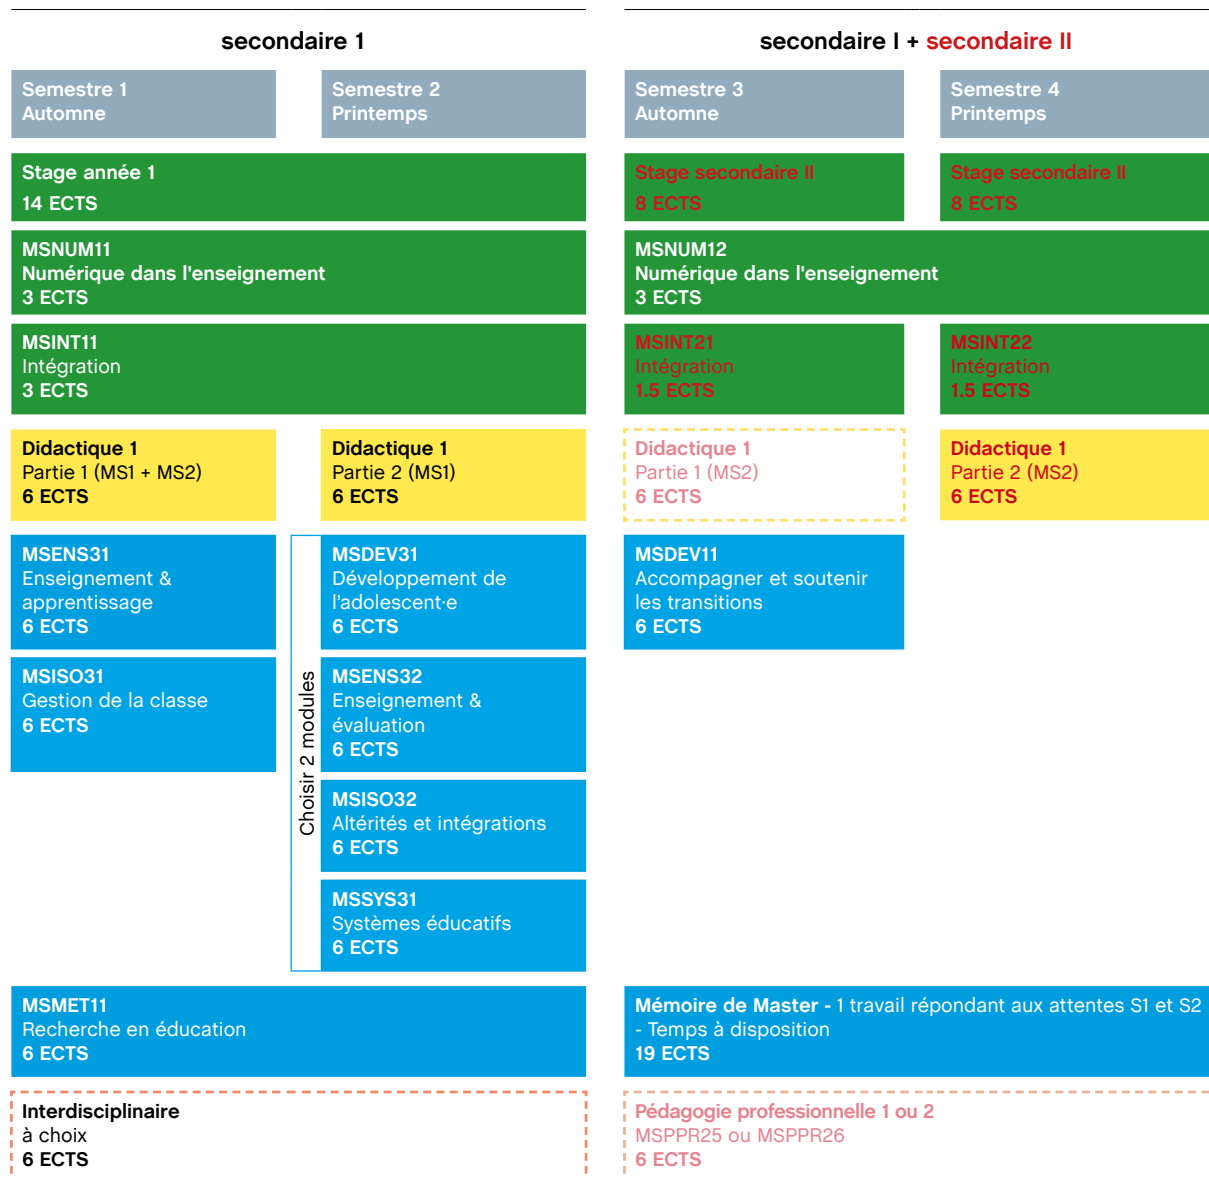 secondaire 1
secondaire I + secondaire II
Semestre 1
Automne
Semestre 2
Printemps
Semestre 3
Automne
Semestre 4
Printemps
Stage année 1
14 ECTS
Stage secondaire II
8 ECTS
Stage secondaire II
8 ECTS
MSNUM11
Numérique dans l'enseignement
3 ECTS
MSNUM12
Numérique dans l'enseignement
3 ECTS
MSINT11
Intégration
3 ECTS
MSINT21
Intégration
1.5 ECTS
MSINT22
Intégration
1.5 ECTS
Didactique 1
Partie 1 (MS1 + MS2)
6 ECTS
Didactique 1
Partie 2 (MS1)
6 ECTS
Didactique 1
Partie 1 (MS2)
6 ECTS
Didactique 1
Partie 2 (MS2)
6 ECTS
MSENS31
Enseignement &
apprentissage
6 ECTS
MSISO31
Gestion de la classe
6 ECTS
Choisir 2 modules
MSDEV31
Développement de
l'adolescent·e
6 ECTS
MSENS32
Enseignement &
évaluation
6 ECTS
MSISO32
Altérités et intégrations
6 ECTS
MSSYS31
Systèmes éducatifs
6 ECTS
MSDEV11
Accompagner et soutenir
les transitions
6 ECTS
MSMET11
Recherche en éducation
6 ECTS
Mémoire de Master - 1 travail répondant aux attentes S1 et S2
- Temps à disposition
19 ECTS
Interdisciplinaire
à choix
6 ECTS
Pédagogie professionnelle 1 ou 2
MSPPR25 ou MSPPR26
6 ECTS